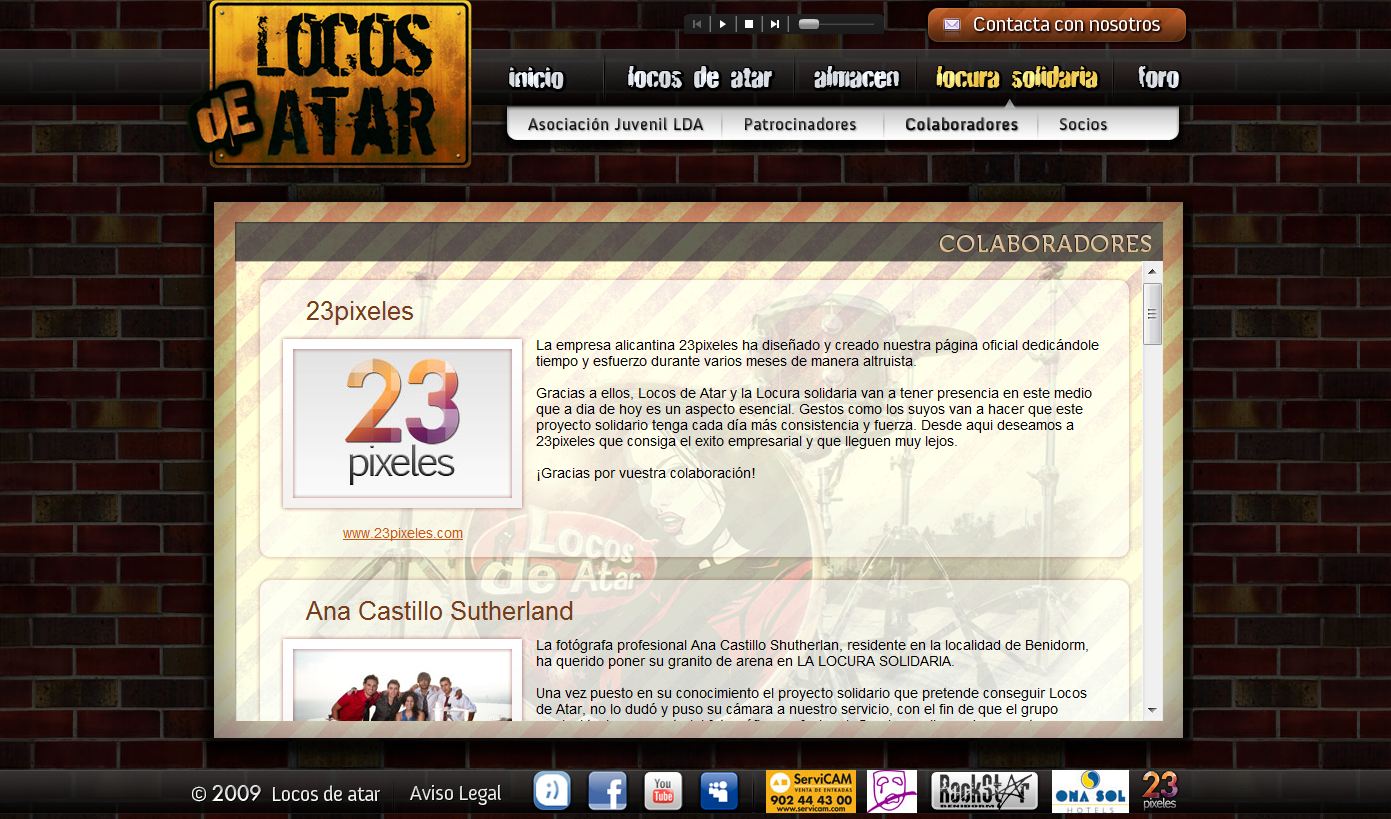 LOCOS
DE ATAR
Contacta con nosotros
inicio
locos de atar
almacen
locura solidaria
foro
Asociación Juvenil LDA
Patrocinadores
Colaboradores
Socios
COLABORADORES
23pixeles
23
pixeles
www.23pixeles.com
La empresa alicantina 23pixeles ha diseñado y creado nuestra página oficial dedicándole
tiempo y esfuerzo durante varios meses de manera altruista.
Gracias a ellos, Locos de Atar y la Locura solidaria van a tener presencia en este medio
que a dia de hoy es un aspecto esencial. Gestos como los suyos van a hacer que este
proyecto solidario tenga cada día más consistencia y fuerza. Desde aqui deseamos a
23pixeles que consiga el exito empresarial y que lleguen muy lejos.
¡Gracias por vuestra colaboración!
Locos
de Atar
Ana Castillo Sutherland
La fotógrafa profesional Ana Castillo Shutherlan, residente en la localidad de Benidorm,
ha querido poner su granito de arena en LA LOCURA SOLIDARIA.
Una vez puesto en su conocimiento el proyecto solidario que pretende conseguir Locos
de Atar, no lo dudó y puso su cámara a nuestro servicio, con el fin de que el grupo
© 2009 Locos de atar
Aviso Legal
You
Tube
ServiCAM
VENTA DE ENTRADAS
902 44 43 00
www.servicam.com
RockStar
BENIDORM
ONA SOL
HOTELS
23
pixeles